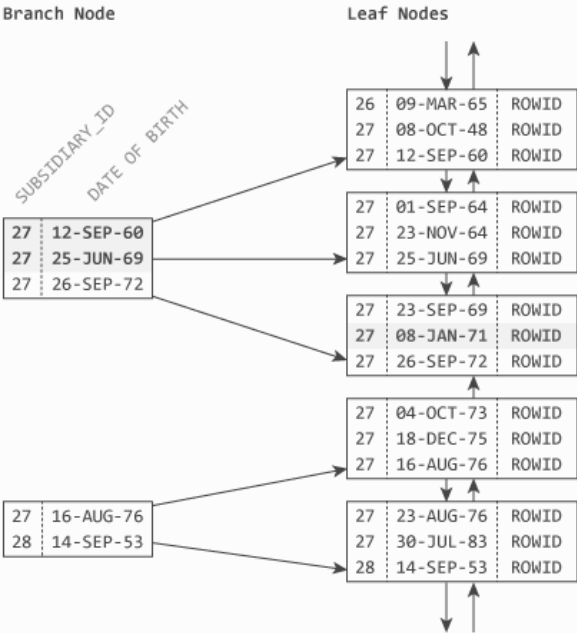 Branch Node
Leaf Nodes
SUBSIDIARY_ID
DATE OF BIRTH
27 12-SEP-60
27 25-JUN-69
27 26-SEP-72
27 16-AUG-76
28 14-SEP-53
26 09-MAR-65 ROWID
27 08-OCT-48 ROWID
27 12-SEP-60 ROWID
27 01-SEP-64 ROWID
27 23-NOV-64 ROWID
27 25-JUN-69 ROWID
27 23-SEP-69 ROWID
27 08-JAN-71 ROWID
27 26-SEP-72 ROWID
27 04-OCT-73 ROWID
27 18-DEC-75 ROWID
27 16-AUG-76 ROWID
27 23-AUG-76 ROWID
27 30-JUL-83 ROWID
28 14-SEP-53 ROWID